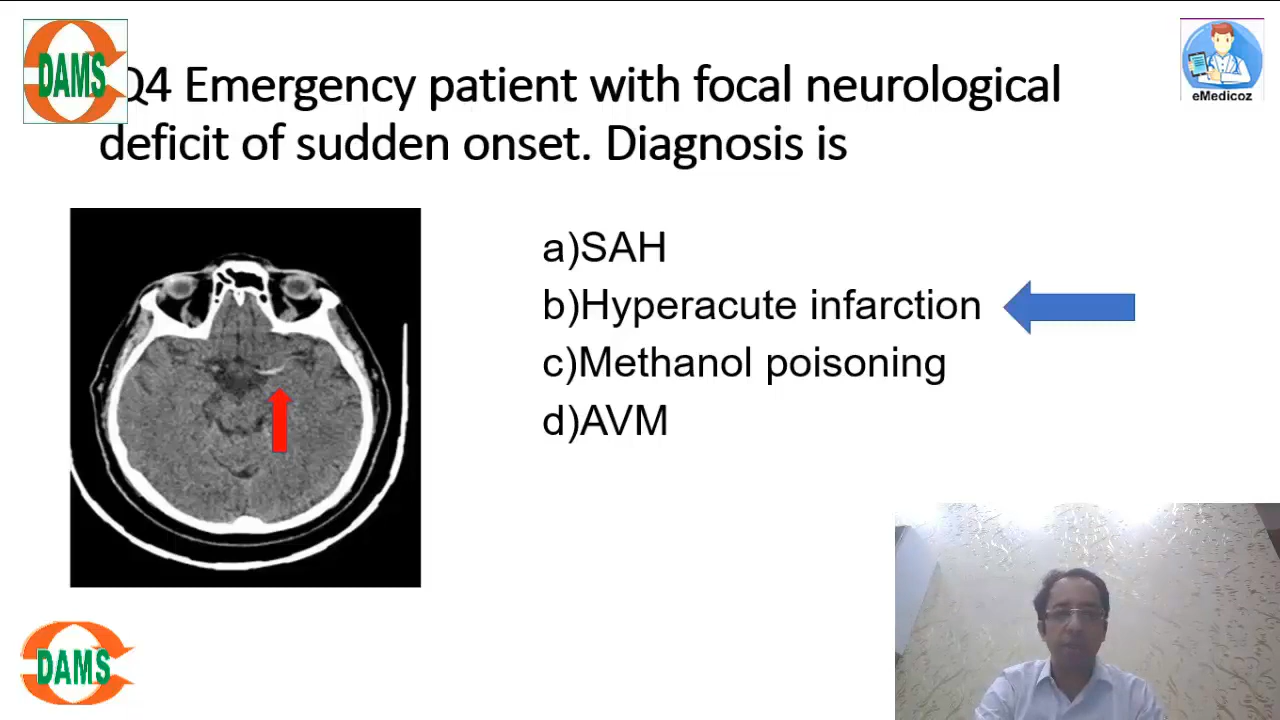 DAMS
eMedicoz
Q4 Emergency patient with focal neurological
deficit of sudden onset. Diagnosis is
a)SAH
b)Hyperacute infarction
c)Methanol poisoning
d)AVM
DAMS